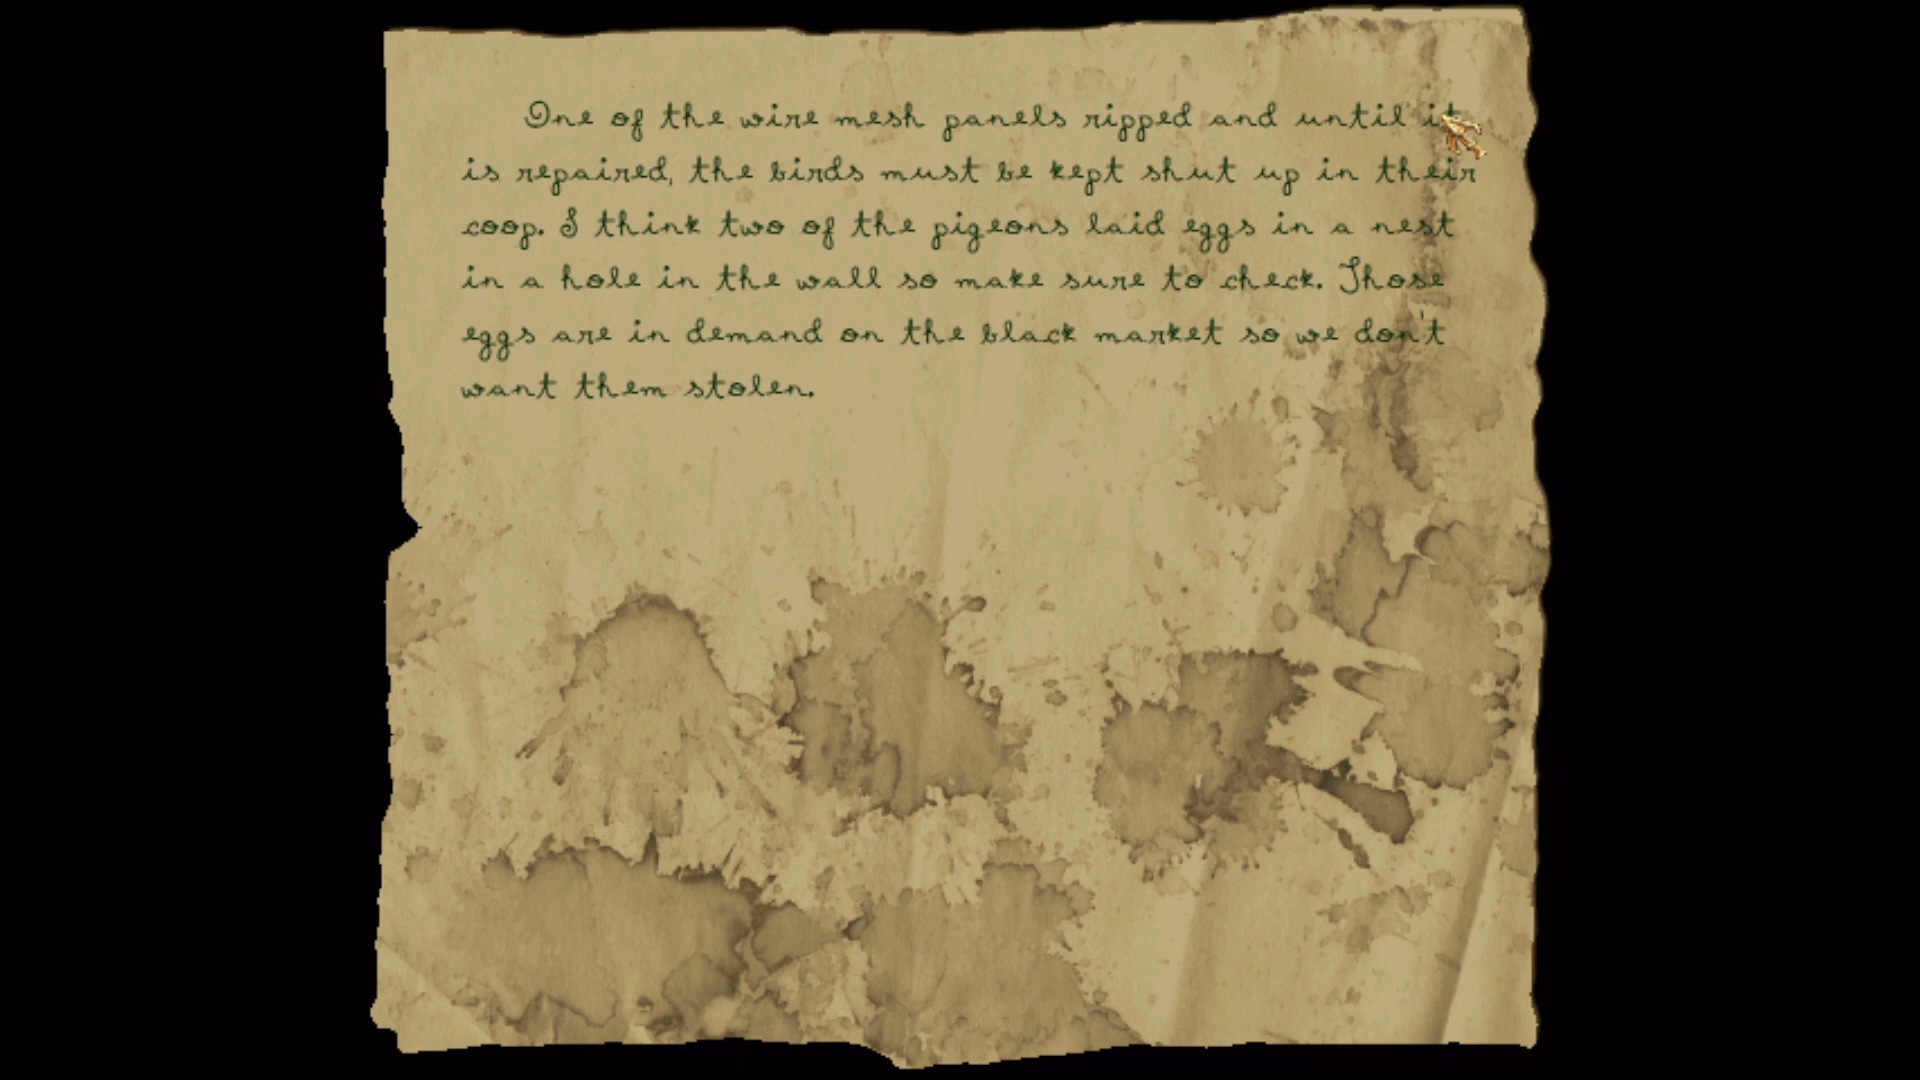 One of the wire mesh panels ripped and until it
is repaired, the birds must be kept shut up in their
coop. I think two of the pigeons laid eggs in a nest
in a hole in the wall so make sure to check. Those
eggs are in demand on the black market so we don't
want them stolen.